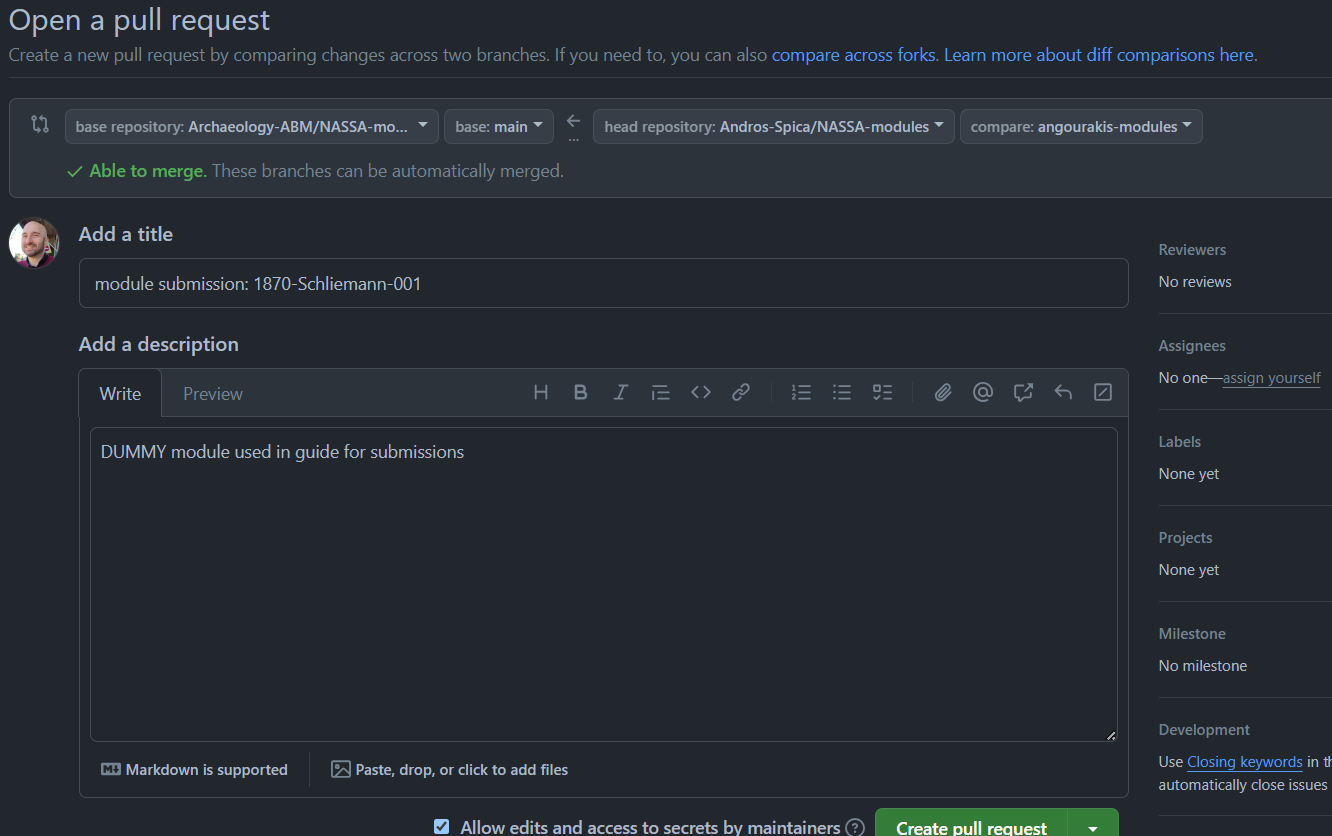 Open a pull request
Create a new pull request by comparing changes across two branches. If you need to, you can also compare across forks. Learn more about diff comparisons here.
base repository: Archaeology-ABM/NASSA-mo... base: main ... head repository: Andros-Spica/NASSA-modules compare: angourakis-modules
Able to merge. These branches can be automatically merged.
Add a title
module submission: 1870-Schliemann-001
Add a description
Write Preview
DUMMY module used in guide for submissions
Markdown is supported Paste, drop, or click to add files
Allow edits and access to secrets by maintainers ? Create pull request
Reviewers
No reviews
Assignees
No one—assign yourself
Labels
None yet
Projects
None yet
Milestone
No milestone
Development
Use Closing keywords in
automatically close issues